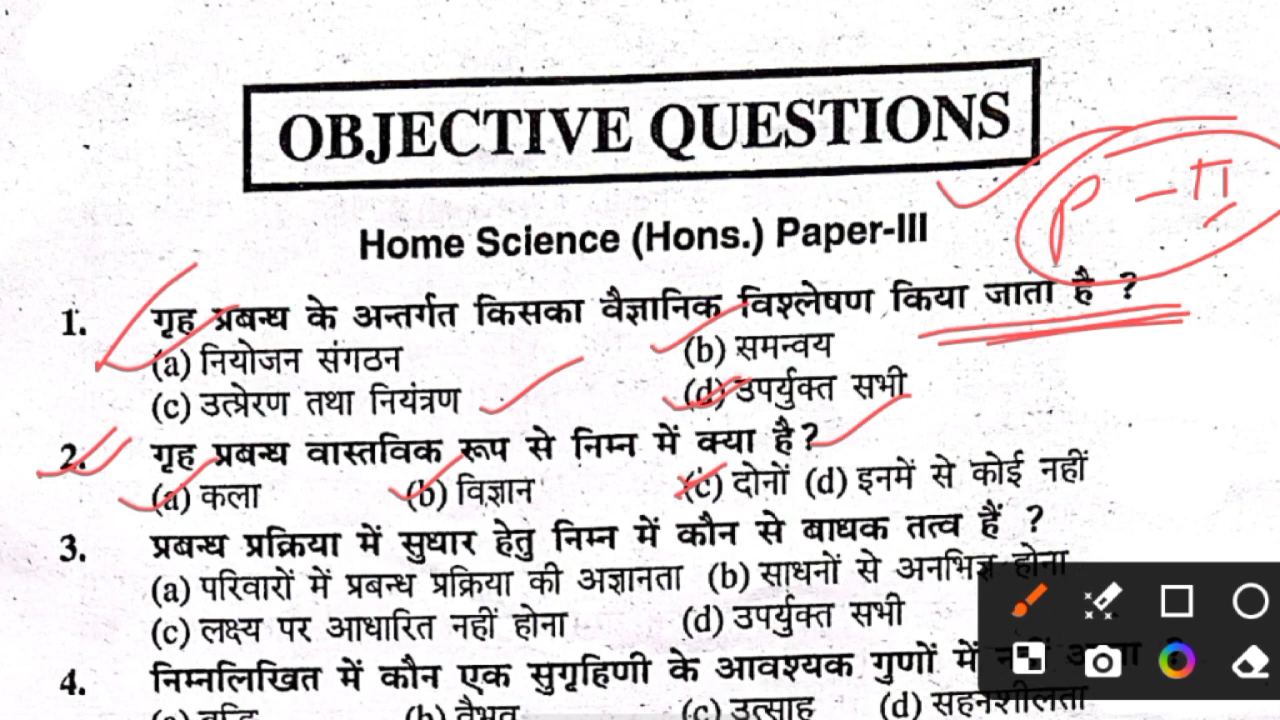 OBJECTIVE QUESTIONS
P - II
Home Science (Hons.) Paper-III
1. गृह प्रबन्ध के अन्तर्गत किसका वैज्ञानिक विश्लेषण किया जाता है ?
(a) नियोजन संगठन (b) समन्वय
(c) उत्प्रेरण तथा नियंत्रण (d) उपर्युक्त सभी
2. गृह प्रबन्ध वास्तविक रूप से निम्न में क्या है?
(a) कला (b) विज्ञान (c) दोनों (d) इनमें से कोई नहीं
3. प्रबन्ध प्रक्रिया में सुधार हेतु निम्न में कौन से बाधक तत्व हैं ?
(a) परिवारों में प्रबन्ध प्रक्रिया की अज्ञानता (b) साधनों से अनभिज्ञ होना
(c) लक्ष्य पर आधारित नहीं होना (d) उपर्युक्त सभी
4. निम्नलिखित में कौन एक सुगृहिणी के आवश्यक गुणों में
(a) बुद्धि (b) वैभव (c) उत्साह (d) सहनशीलता